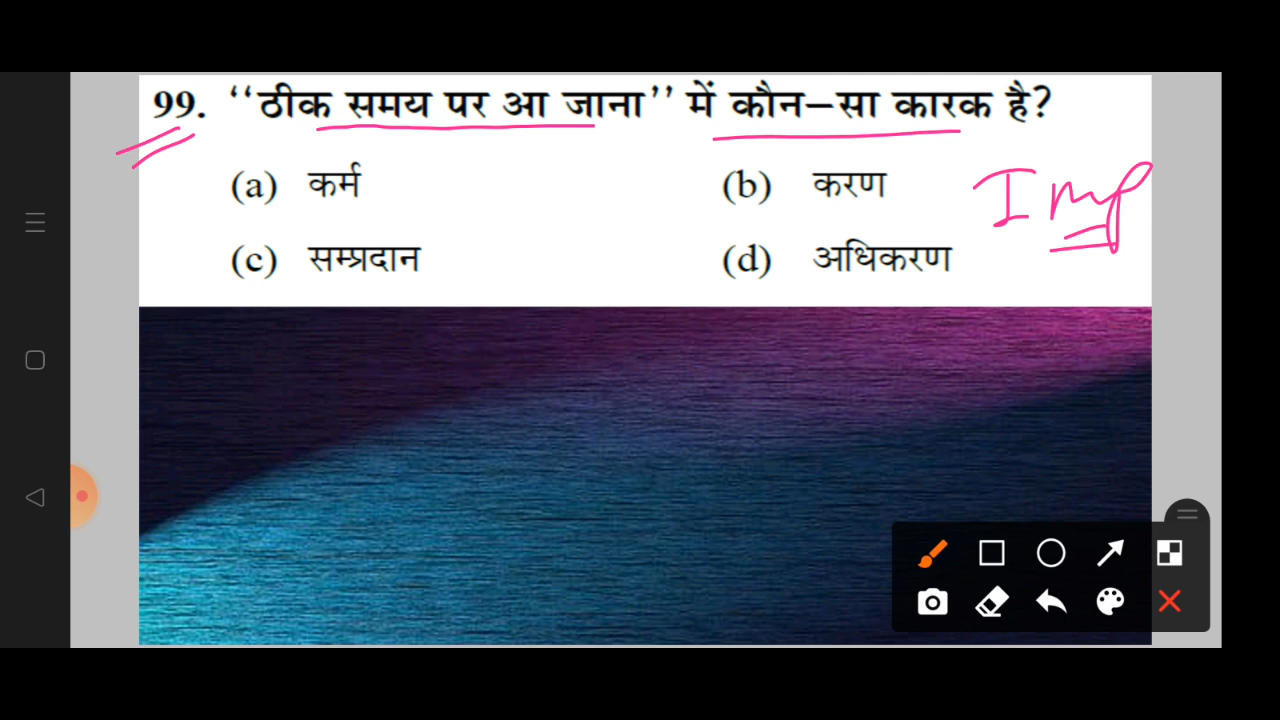 99. ‘‘ठीक समय पर आ जाना’’ में कौन–सा कारक है?
(a) कर्म (b) करण
(c) सम्प्रदान (d) अधिकरण
Imp